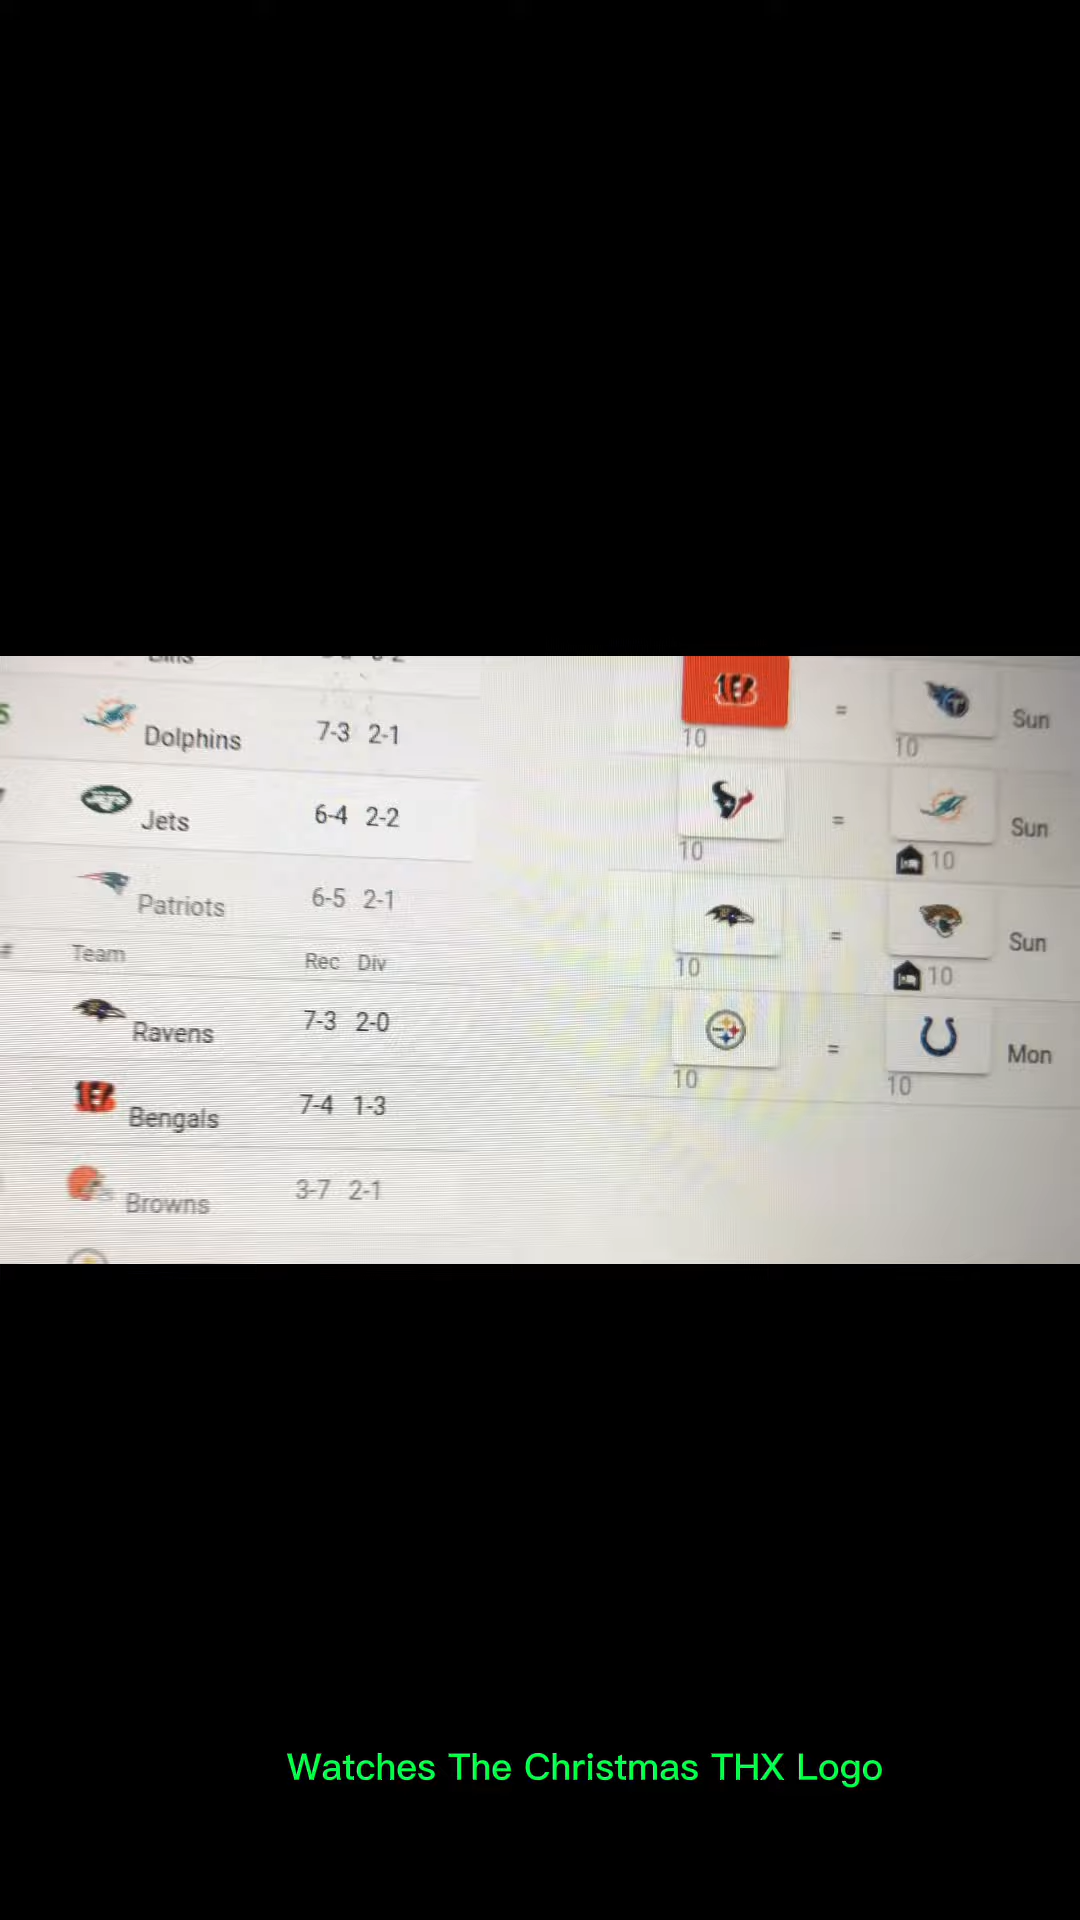 Dolphins 7-3 2-1
Jets 6-4 2-2
Patriots 6-5 2-1
# Team Rec Div
Ravens 7-3 2-0
Bengals 7-4 1-3
Browns 3-7 2-1
= Sun
10 10
= Sun
10 10
= Sun
10 10
= Mon
10 10
Watches The Christmas THX Logo